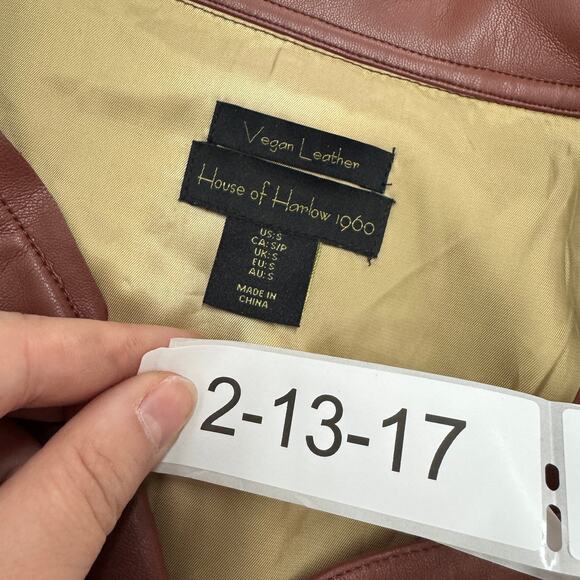 Vegan Leather
House of Harlow 1960
US: S
CA: S/P
UK: S
EU: S
AU: S
MADE IN
CHINA
2-13-17